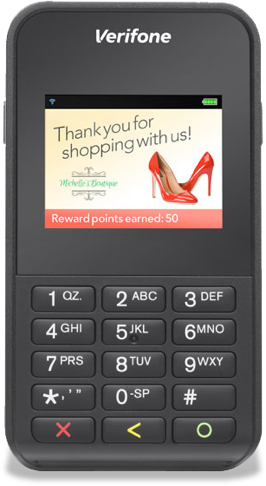 Verifone
Thank you for
shopping with us!
Michelle's Boutique
Reward points earned: 50
1 QZ.
2 ABC
3 DEF
4 GHI
5 JKL
6 MNO
7 PRS
8 TUV
9 WXY
*,'"
0-SP
#
X
<
O